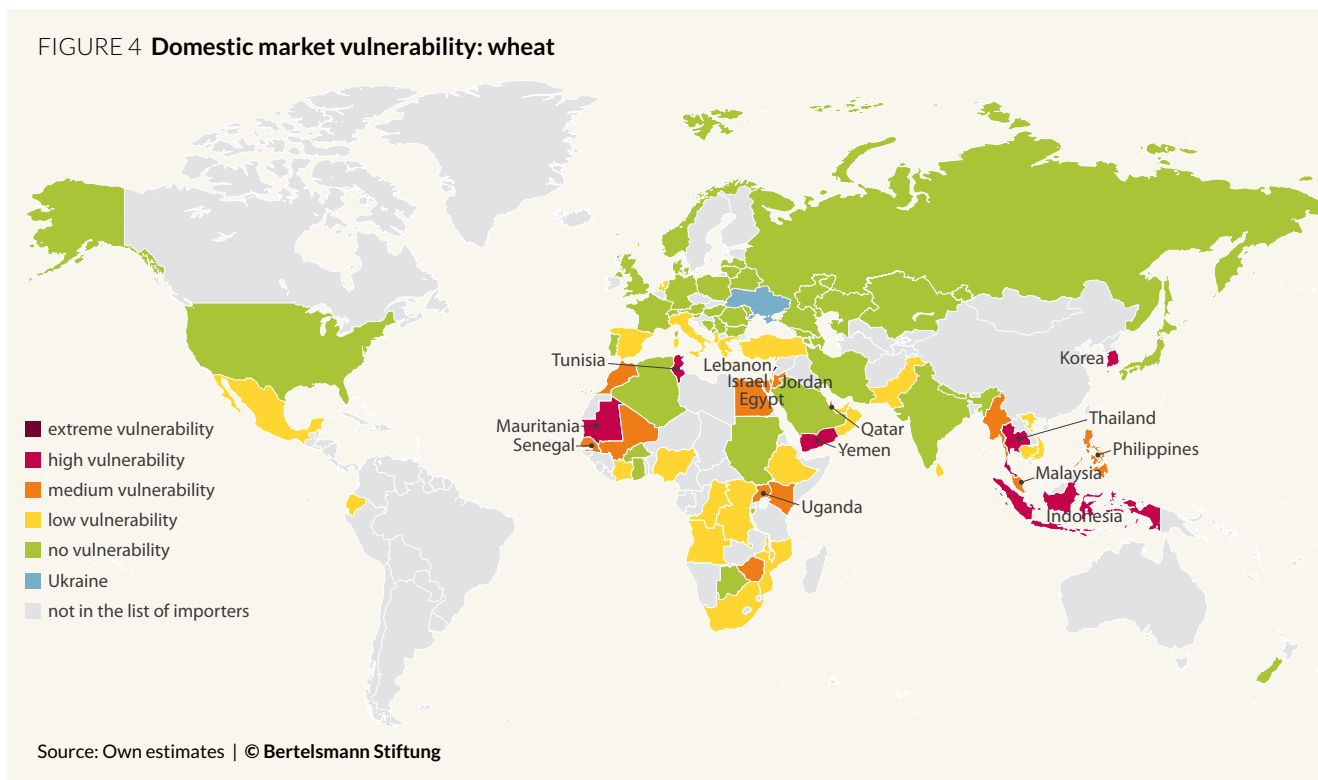 FIGURE 4 Domestic market vulnerability: wheat
Korea
Tunisia
Lebanon
Israel
Jordan
Egypt
Mauritania
Senegal
Qatar
Yemen
Thailand
Philippines
Malaysia
Uganda
Indonesia
extreme vulnerability
high vulnerability
medium vulnerability
low vulnerability
no vulnerability
Ukraine
not in the list of importers
Source: Own estimates | © Bertelsmann Stiftung